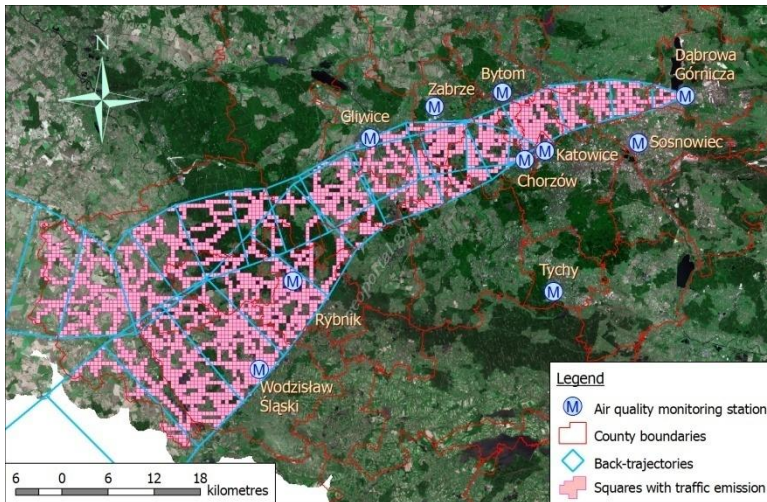 N
Dąbrowa
Górnicza
Bytom
Zabrze
Gliwice
M
M
M
M
M
M
M
Sosnowiec
Katowice
Chorzów
Tychy
M
M
Rybnik
M
Wodzisław
Śląski
Legend
M Air quality monitoring station
County boundaries
Back-trajectories
Squares with traffic emission
6 0 6 12 18
kilometres